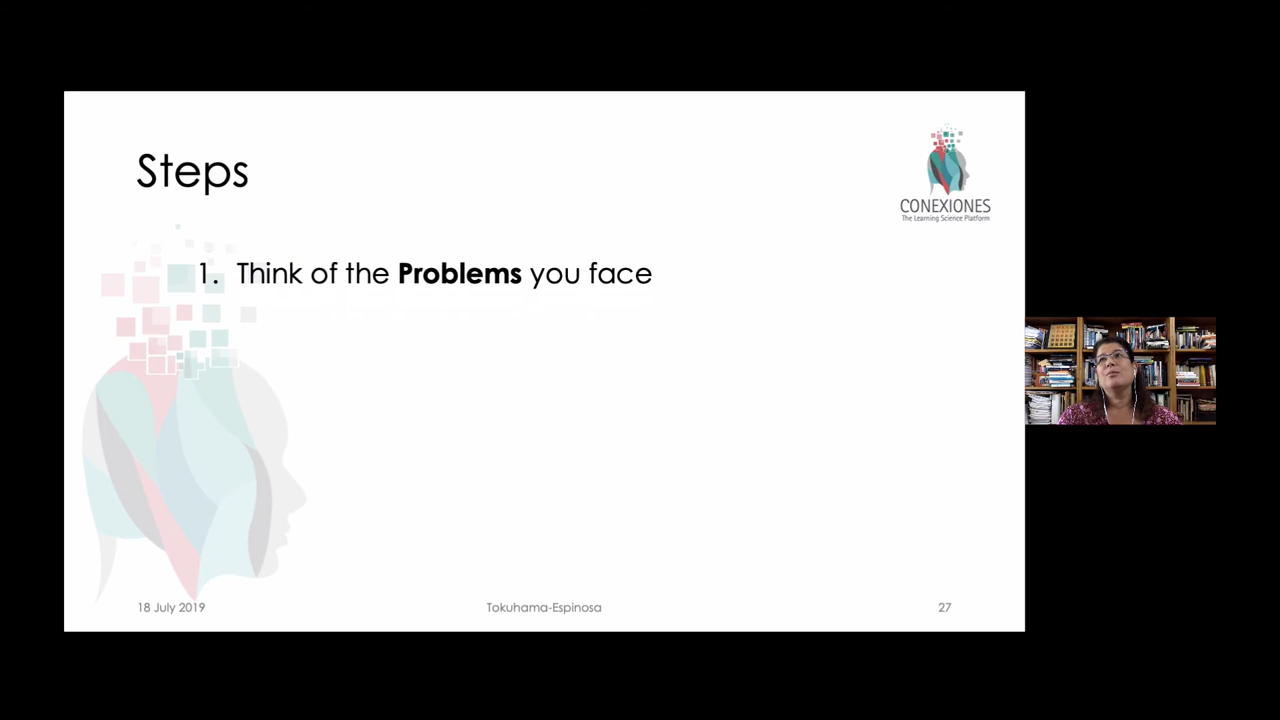 Steps
CONEXIONES
The Learning Science Platform
1. Think of the Problems you face
18 July 2019
Tokuhama-Espinosa
27